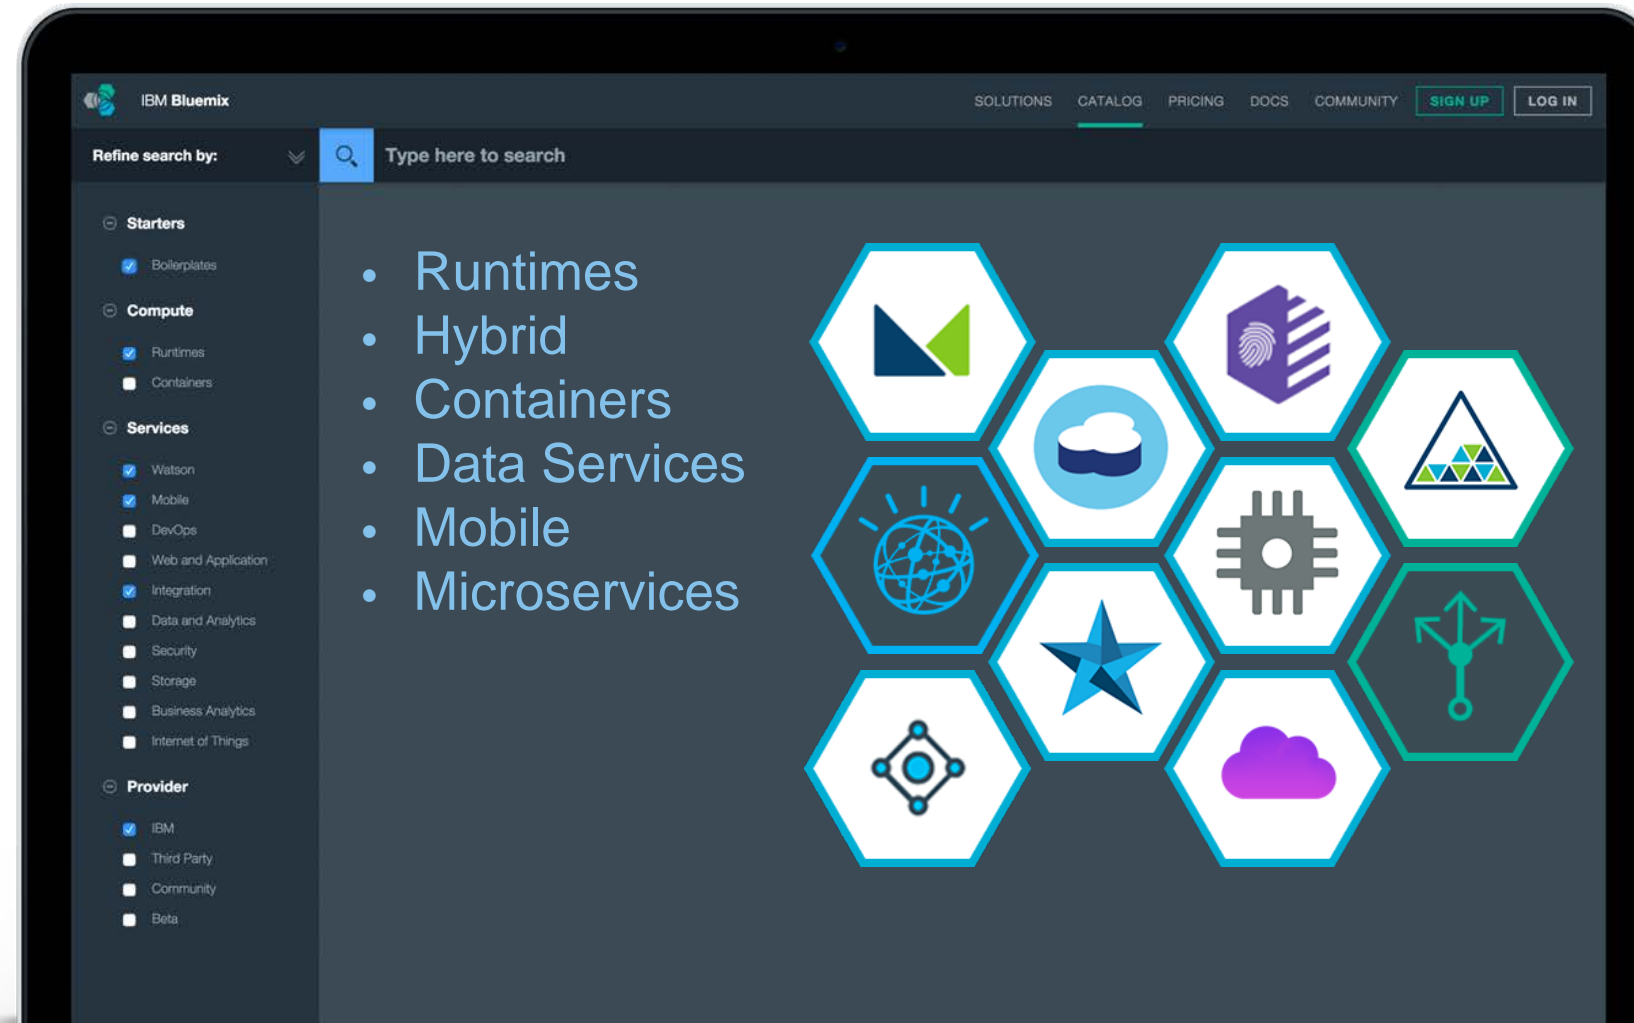 IBM Bluemix
SOLUTIONS CATALOG PRICING DOCS COMMUNITY SIGN UP LOG IN
Refine search by:
Type here to search
Starters
Boilerplates
Compute
Runtimes
Containers
Services
Watson
Mobile
DevOps
Web and Application
Integration
Data and Analytics
Security
Storage
Business Analytics
Internet of Things
Provider
IBM
Third Party
Community
Beta
• Runtimes
• Hybrid
• Containers
• Data Services
• Mobile
• Microservices